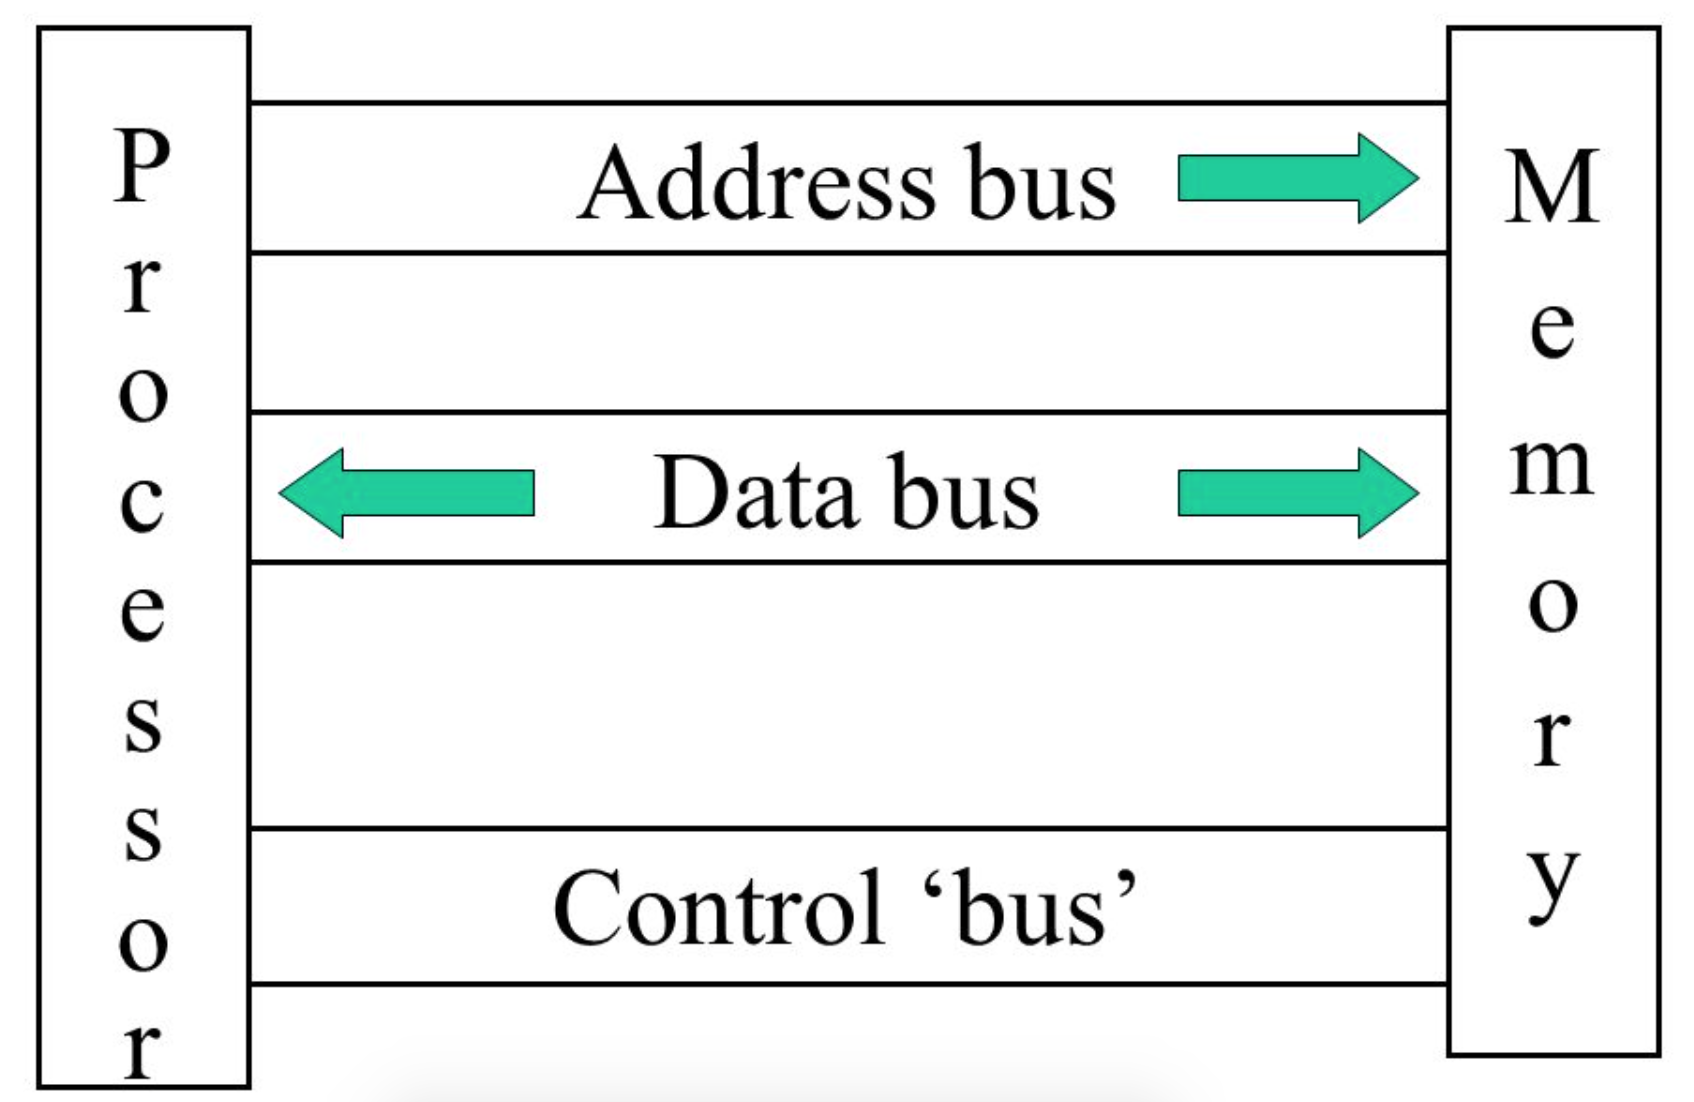 Processor
Address bus
Data bus
Control ‘bus’
Memory